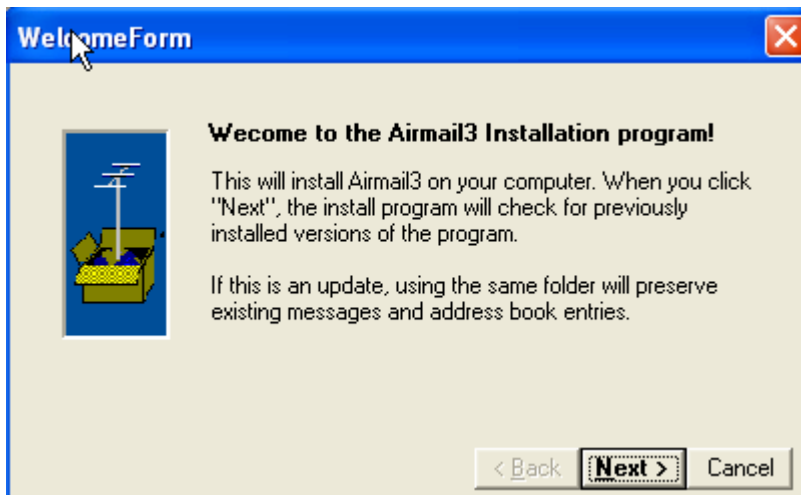 WelcomeForm
Wecome to the Airmail3 Installation program!
This will install Airmail3 on your computer. When you click
"Next", the install program will check for previously
installed versions of the program.
If this is an update, using the same folder will preserve
existing messages and address book entries.
< Back Next > Cancel